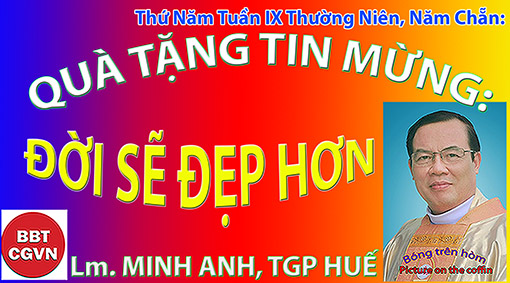 Thứ Năm Tuần IX Thường Niên, Năm Chẵn:
QUÀ TẶNG TIN MỪNG:
ĐỜI SẼ ĐẸP HƠN
BBT
CGVN
Lm. MINH ANH, TGP HUẾ
Bóng trên hòm
Picture on the coffin